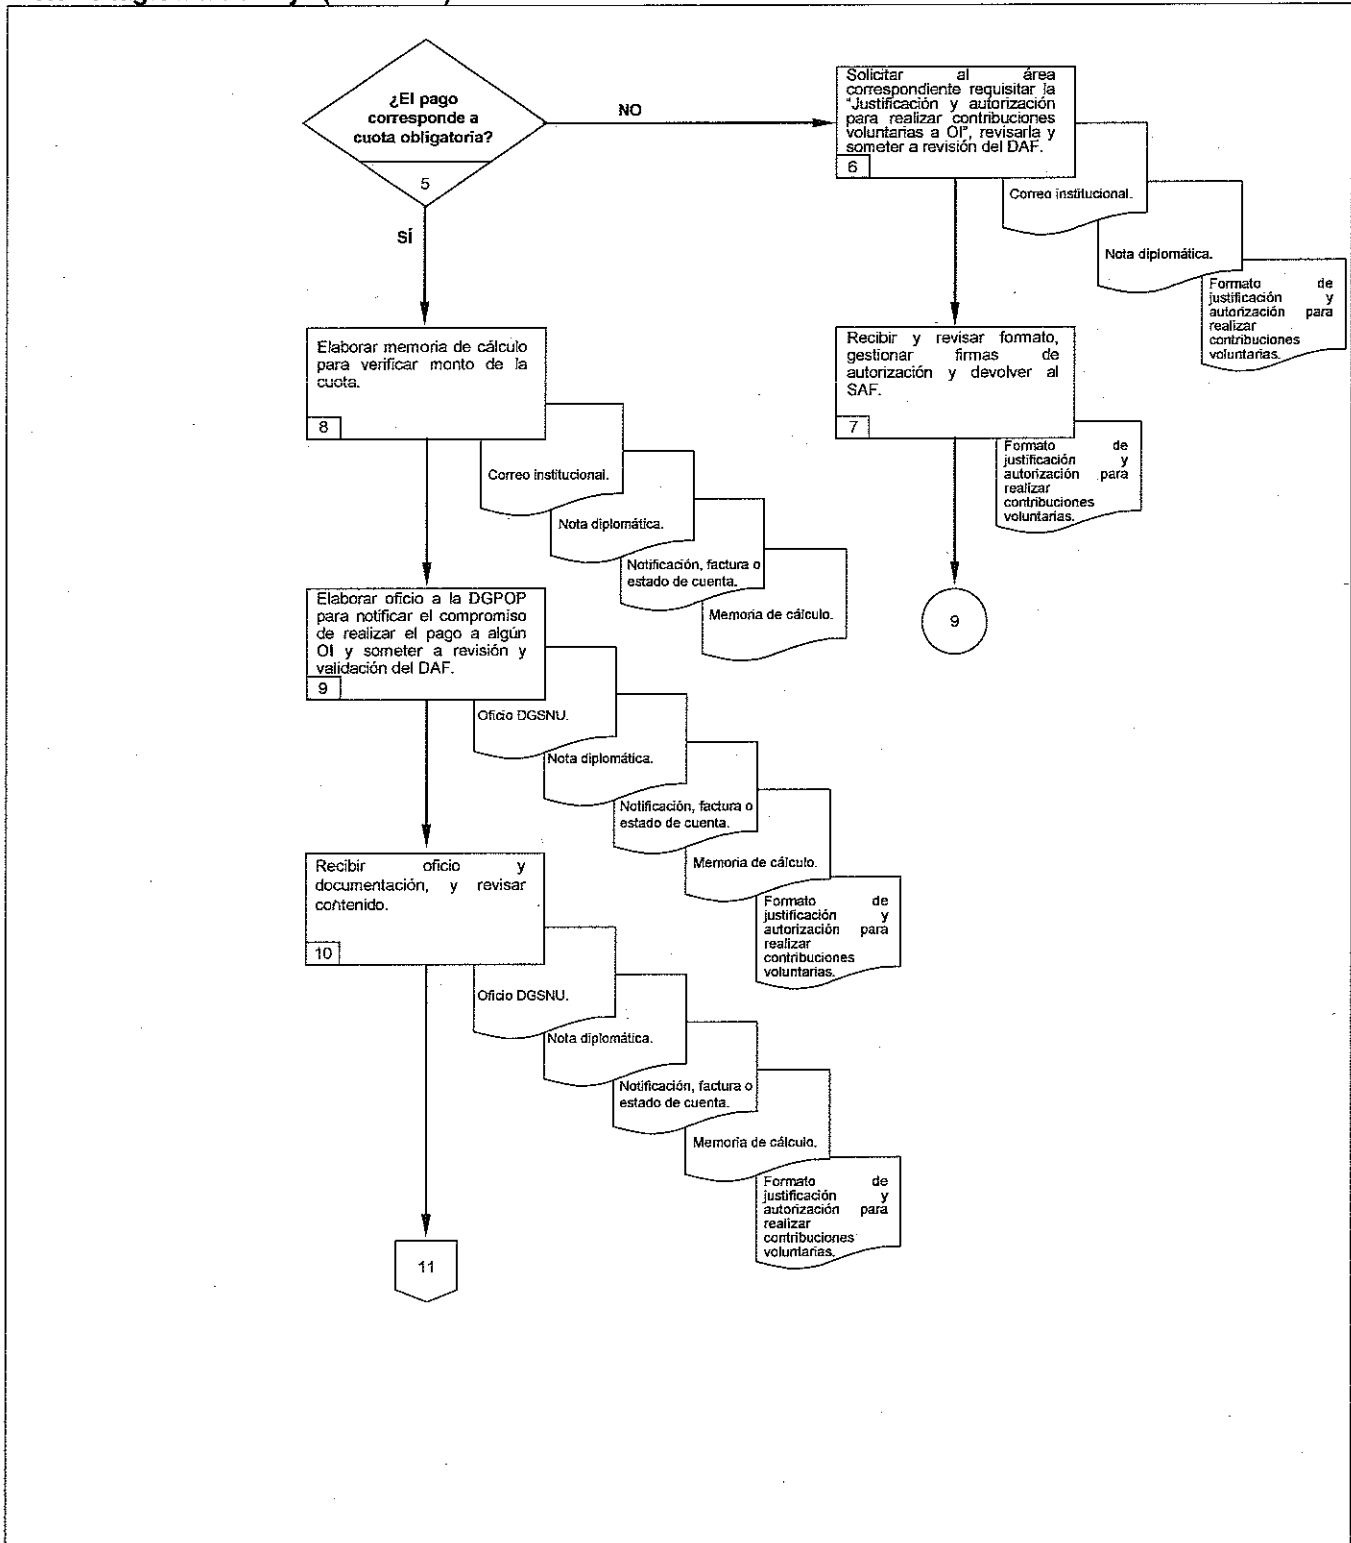 ¿El pago
corresponde a
cuota obligatoria?
5
NO
SÍ
Solicitar al área
correspondiente requisitar la
"Justificación y autorización
para realizar contribuciones
voluntarias a OI", revisarla y
someter a revisión del DAF.
6
Correo institucional.
Nota diplomática.
Formato de
justificación y
autorización para
realizar
contribuciones
voluntarias.
Recibir y revisar formato,
gestionar firmas de
autorización y devolver al
SAF.
7
Formato de
justificación y
autorización para
realizar
contribuciones
voluntarias.
9
Elaborar memoria de cálculo
para verificar monto de la
cuota.
8
Correo institucional.
Nota diplomática.
Notificación, factura o
estado de cuenta.
Memoria de cálculo.
Elaborar oficio a la DGPOP
para notificar el compromiso
de realizar el pago a algún
OI y someter a revisión y
validación del DAF.
9
Oficio DGSNU.
Nota diplomática.
Notificación, factura o
estado de cuenta.
Memoria de cálculo.
Formato de
justificación y
autorización para
realizar
contribuciones
voluntarias.
Recibir oficio y
documentación, y revisar
contenido.
10
Oficio DGSNU.
Nota diplomática.
Notificación, factura o
estado de cuenta.
Memoria de cálculo.
Formato de
justificación y
autorización para
realizar
contribuciones
voluntarias.
11